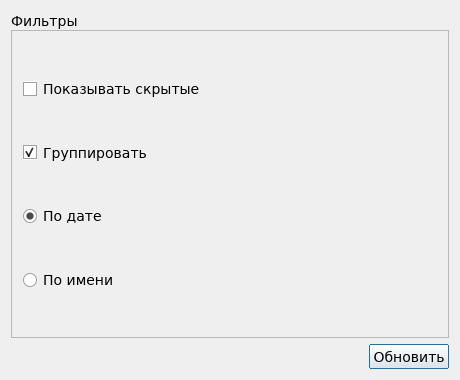 Фильтры
Показывать скрытые
Группировать
По дате
По имени
Обновить